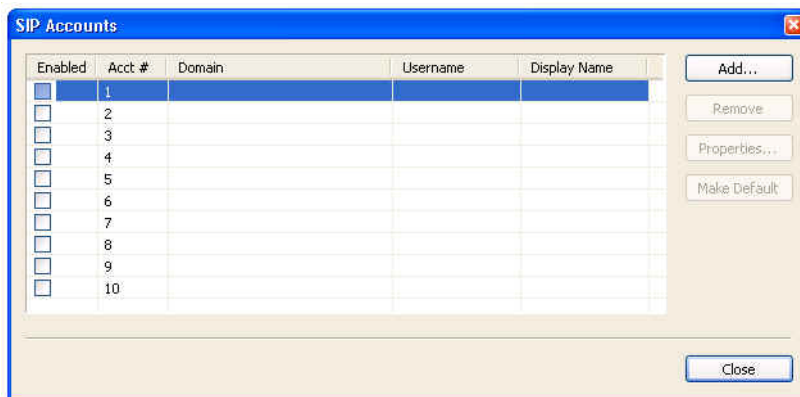 SIP Accounts
Enabled Acct # Domain Username Display Name
1
2
3
4
5
6
7
8
9
10
Add...
Remove
Properties...
Make Default
Close